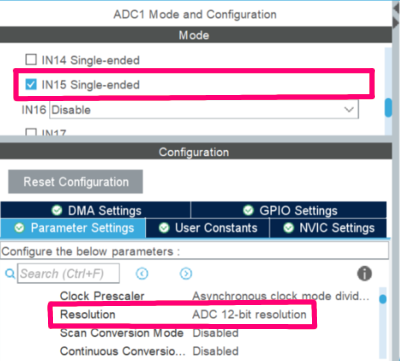 ADC1 Mode and Configuration
Mode
IN14 Single-ended
IN15 Single-ended
IN16 Disable
IN17
Configuration
Reset Configuration
DMA Settings GPIO Settings
Parameter Settings User Constants NVIC Settings
Configure the below parameters :
Search (Ctrl+F)
Clock Prescaler Asynchronous clock mode divid...
Resolution ADC 12-bit resolution
Scan Conversion Mode Disabled
Continuous Conversio... Disabled